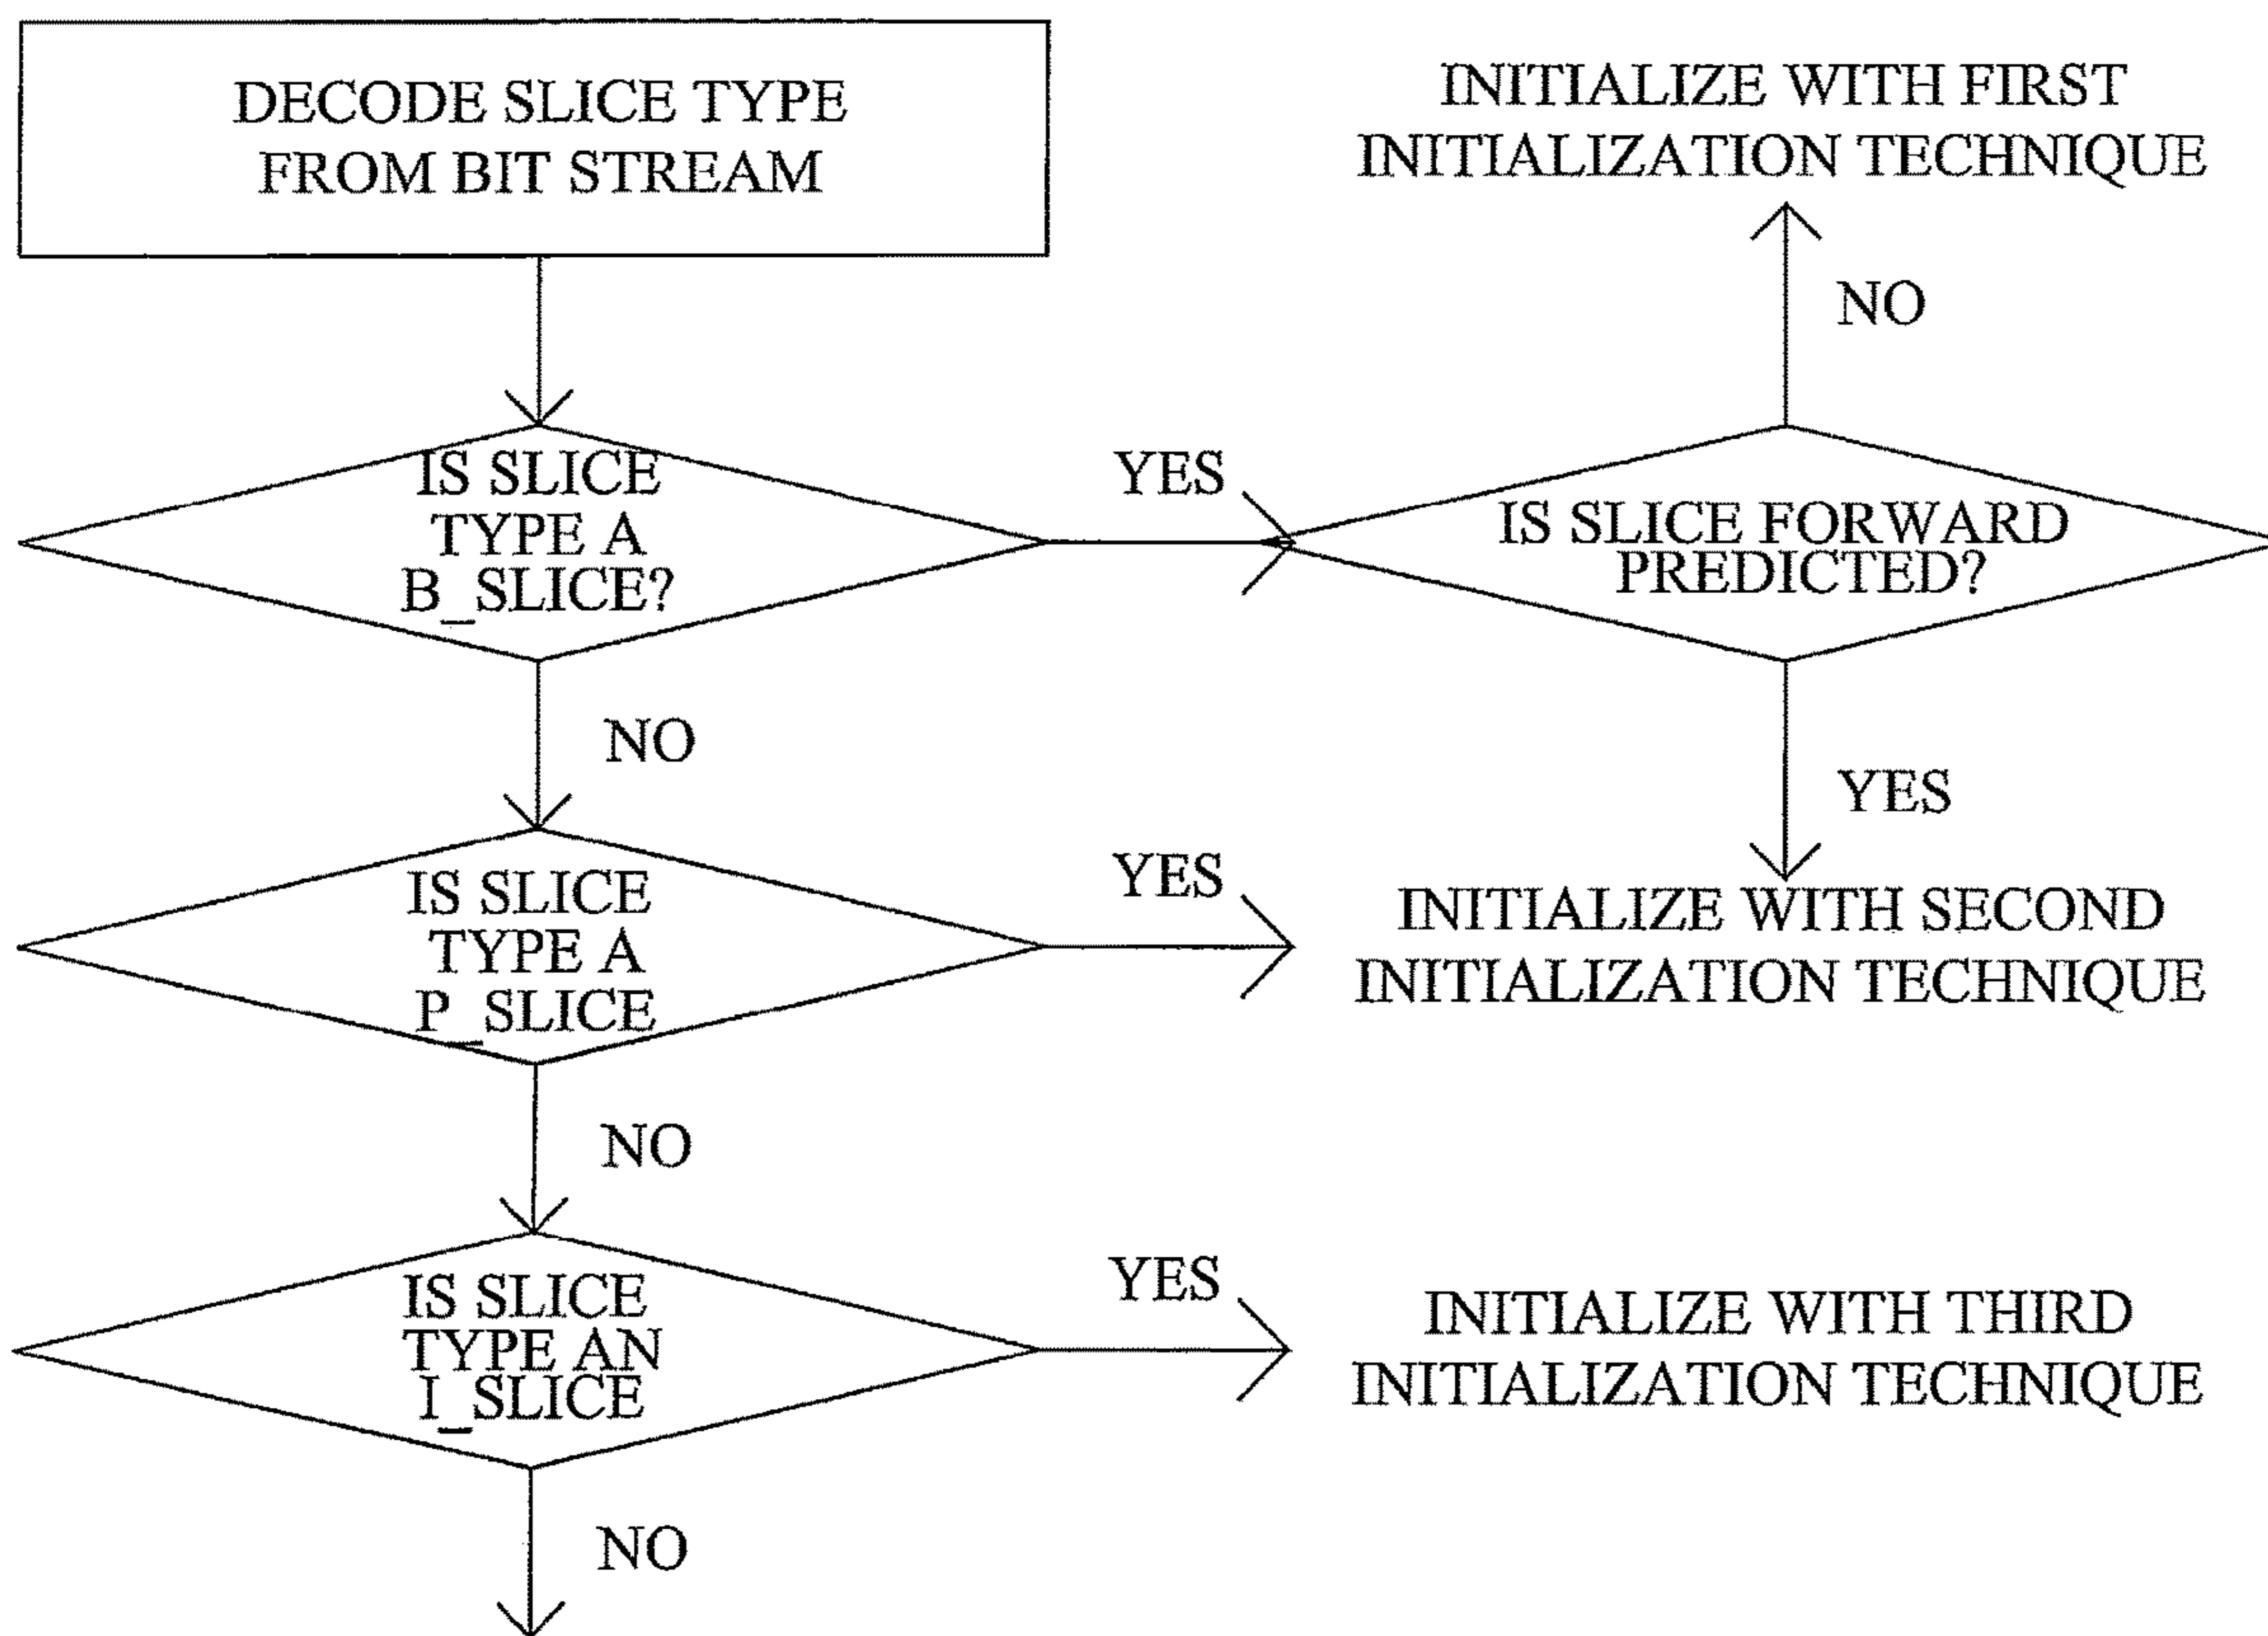 DECODE SLICE TYPE
FROM BIT STREAM
INITIALIZE WITH FIRST
INITIALIZATION TECHNIQUE
NO
IS SLICE
TYPE A
B_SLICE?
YES
IS SLICE FORWARD
PREDICTED?
NO
YES
IS SLICE
TYPE A
P_SLICE
YES
INITIALIZE WITH SECOND
INITIALIZATION TECHNIQUE
NO
IS SLICE
TYPE AN
I_SLICE
YES
INITIALIZE WITH THIRD
INITIALIZATION TECHNIQUE
NO